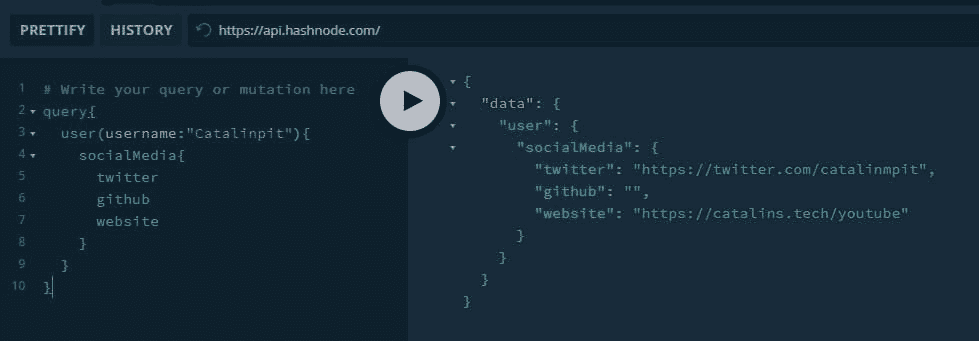 PRETTIFY HISTORY https://api.hashnode.com/
1 # Write your query or mutation here
2 query{
3 user(username:"Catalinpit"){
4 socialMedia{
5 twitter
6 github
7 website
8 }
9 }
10 }
{
"data": {
"user": {
"socialMedia": {
"twitter": "https://twitter.com/catalinmpit",
"github": "",
"website": "https://catalins.tech/youtube"
}
}
}
}